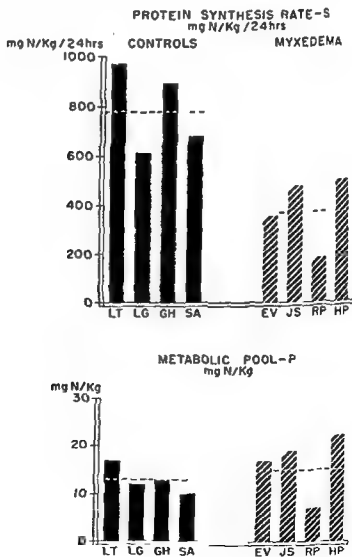 PROTEIN SYNTHESIS RATE-S
mg N/Kg/24hrs
mg N/Kg/24hrs
CONTROLS
MYXEDEMA
1000
800
600
400
200
0
LT LG GH SA
EV JS RP HP
METABOLIC POOL-P
mg N/Kg
mg N/Kg
30
20
10
0
LT LG GH SA
EV JS RP HP